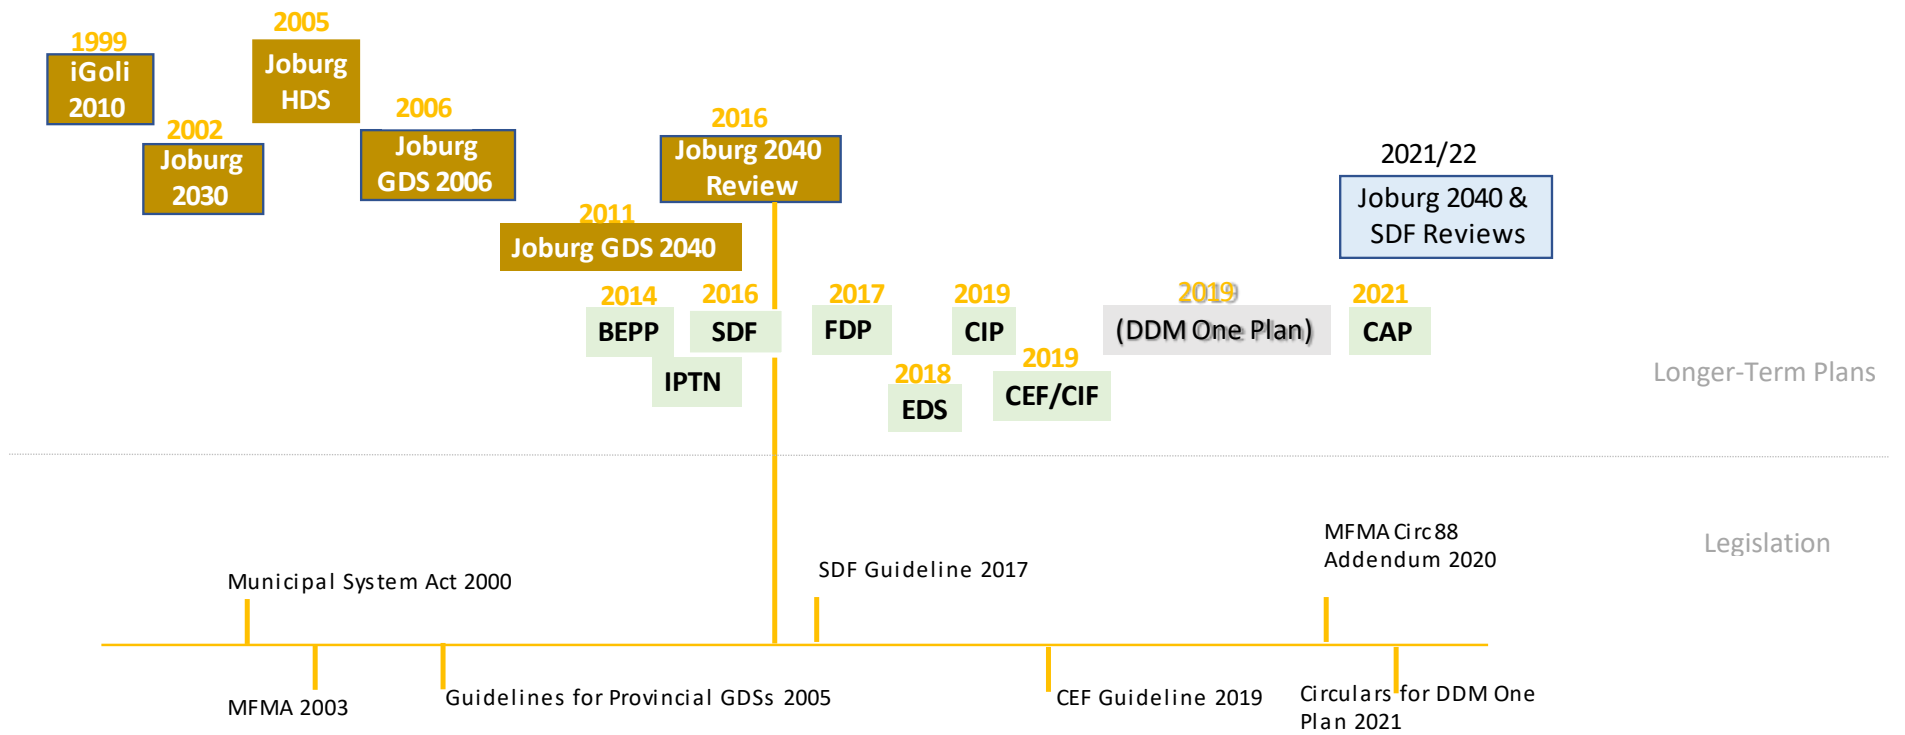 1999
iGoli
2010
2002
Joburg
2030
2005
Joburg
HDS
2006
Joburg
GDS 2006
2011
Joburg GDS 2040
2016
Joburg 2040
Review
2021/22
Joburg 2040 &
SDF Reviews
2014
BEPP
IPTN
2016
SDF
2017
FDP
2018
EDS
2019
CIP
2019
CEF/CIF
2019
(DDM One Plan)
2021
CAP
Longer-Term Plans
Legislation
Municipal System Act 2000
MFMA 2003
Guidelines for Provincial GDSs 2005
SDF Guideline 2017
CEF Guideline 2019
MFMA Circ88
Addendum 2020
Circulars for DDM One
Plan 2021